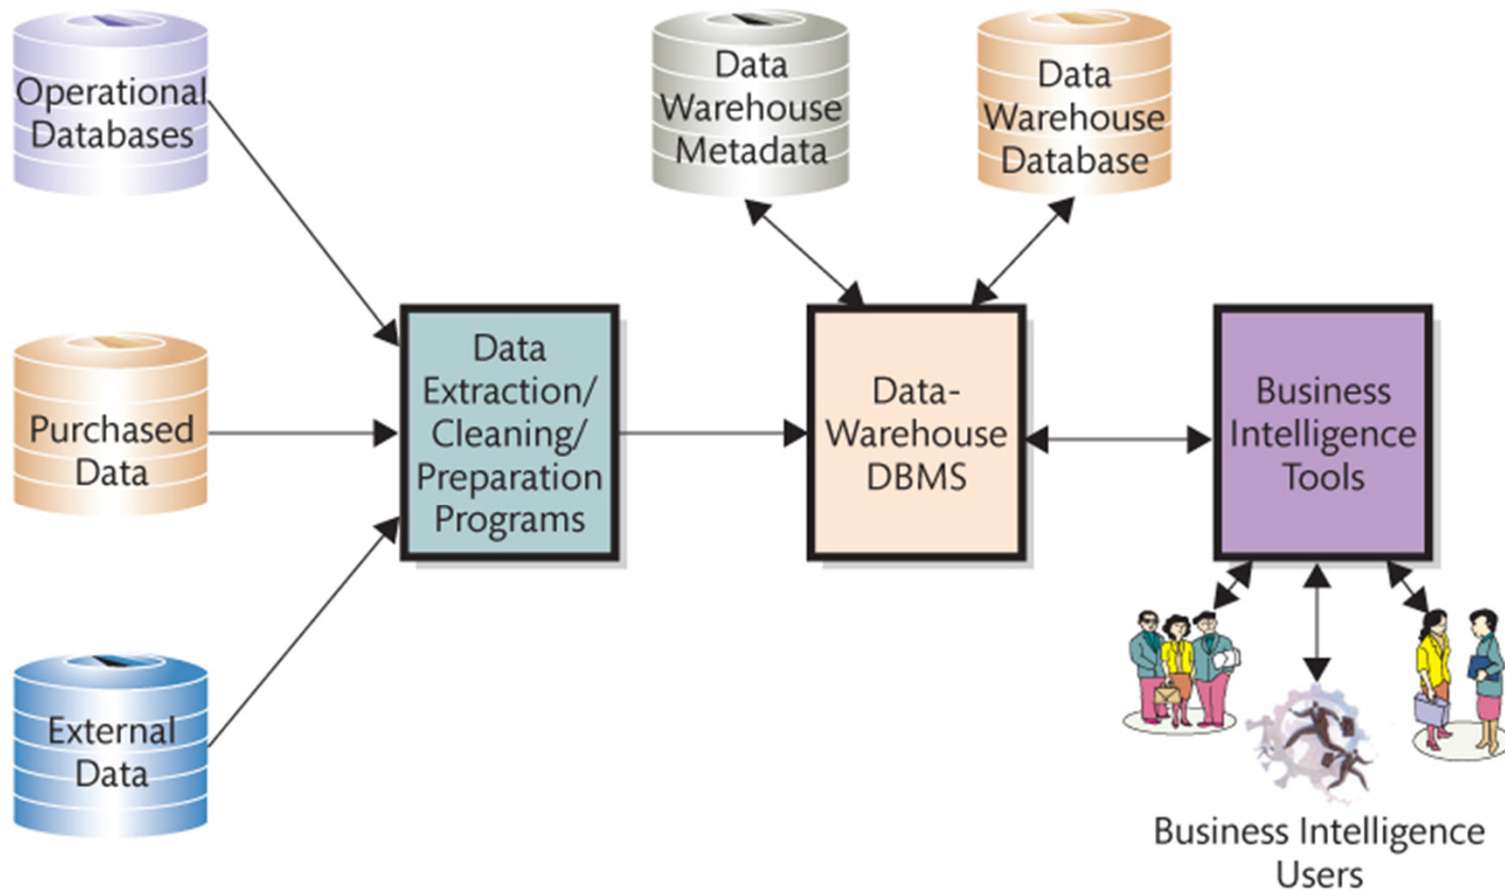 Operational
Databases
Data
Warehouse
Metadata
Data
Warehouse
Database
Purchased
Data
Data
Extraction/
Cleaning/
Preparation
Programs
Data-
Warehouse
DBMS
Business
Intelligence
Tools
External
Data
Business Intelligence
Users